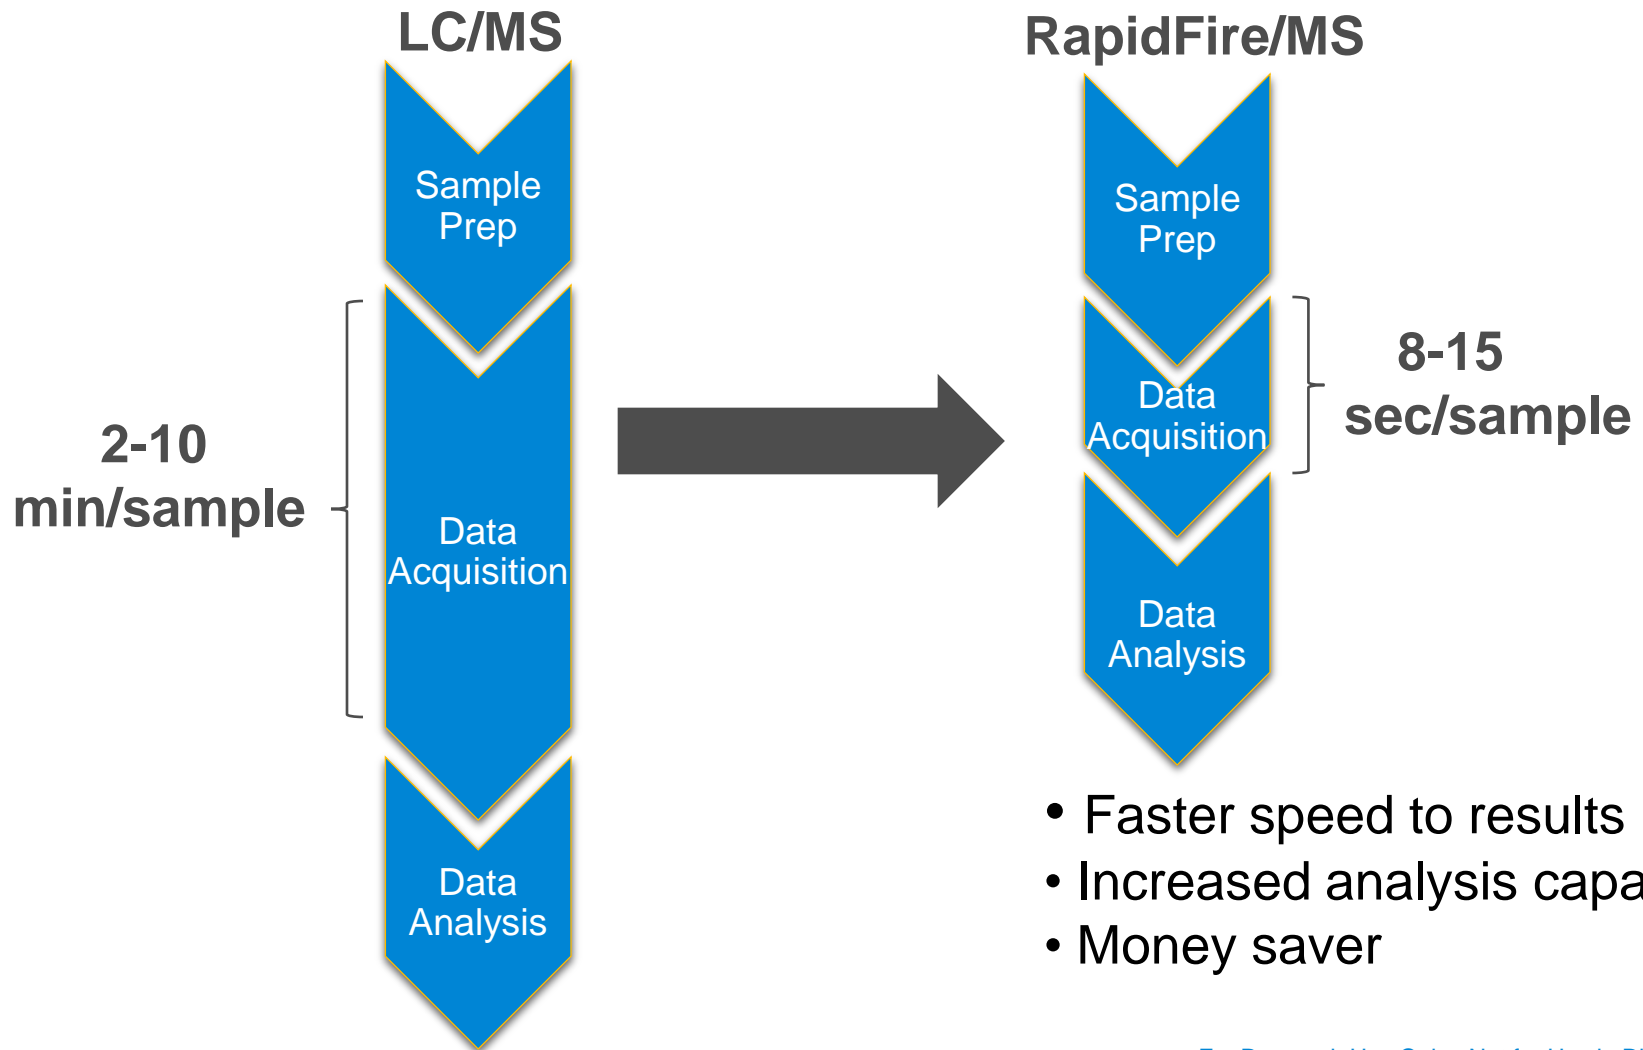 LC/MS
Sample
Prep
2-10
min/sample
Data
Acquisition
Data
Analysis
RapidFire/MS
Sample
Prep
Data
Acquisition
8-15
sec/sample
Data
Analysis
• Faster speed to results
• Increased analysis capa
• Money saver